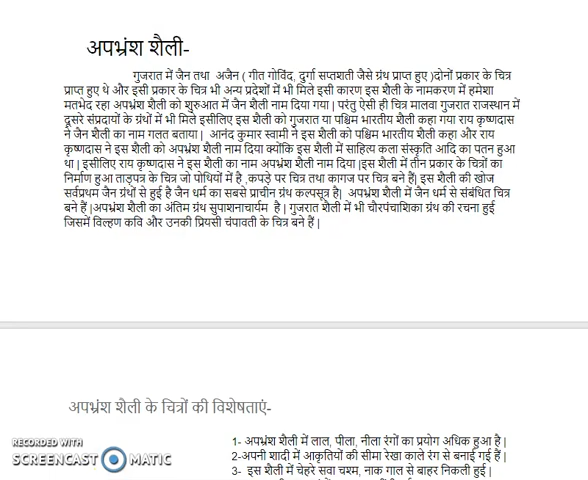 अपभ्रंश शैली-
गुजरात में जैन तथा अजैन ( गीत गोविंद, दुर्गा सप्तशती जैसे ग्रंथ प्राप्त हुए )दोनों प्रकार के चित्र
प्राप्त हुए थे और इसी प्रकार के चित्र भी अन्य प्रदेशों में भी मिले इसी कारण इस शैली के नामकरण में हमेशा
मतभेद रहा अपभ्रंश शैली को शुरुआत में जैन शैली नाम दिया गया | परंतु ऐसी ही चित्र मालवा गुजरात राजस्थान में
दूसरे संप्रदायों के ग्रंथों में भी मिले इसीलिए इस शैली को गुजरात या पश्चिम भारतीय शैली कहा गया राय कृष्णदास
ने जैन शैली का नाम गलत बताया | आनंद कुमार स्वामी ने इस शैली को पश्चिम भारतीय शैली कहा और राय
कृष्णदास ने इस शैली को अपभ्रंश शैली नाम दिया क्योंकि इस शैली में साहित्य कला संस्कृति आदि का पतन हुआ
था | इसीलिए राय कृष्णदास ने इस शैली का नाम अपभ्रंश शैली नाम दिया |इस शैली में तीन प्रकार के चित्रों का
निर्माण हुआ ताड़पत्र के चित्र जो पोथियों में है ,कपड़े पर चित्र तथा कागज पर चित्र बने हैं| इस शैली की खोज
सर्वप्रथम जैन ग्रंथों से हुई है जैन धर्म का सबसे प्राचीन ग्रंथ कल्पसूत्र है| अपभ्रंश शैली में जैन धर्म से संबंधित चित्र
बने हैं |अपभ्रंश शैली का अंतिम ग्रंथ सुपाशनाचार्यम है | गुजरात शैली में भी चौरपंचाशिका ग्रंथ की रचना हुई
जिसमें विल्हण कवि और उनकी प्रियसी चंपावती के चित्र बने हैं |
अपभ्रंश शैली के चित्रों की विशेषताएं-
1- अपभ्रंश शैली में लाल, पीला, नीला रंगों का प्रयोग अधिक हुआ है |
2-अपनी शादी में आकृतियों की सीमा रेखा काले रंग से बनाई गई हैं |
3- इस शैली में चेहरे सवा चश्म, नाक गाल से बाहर निकली हुई |
RECORDED WITH
SCREENCAST MATIC